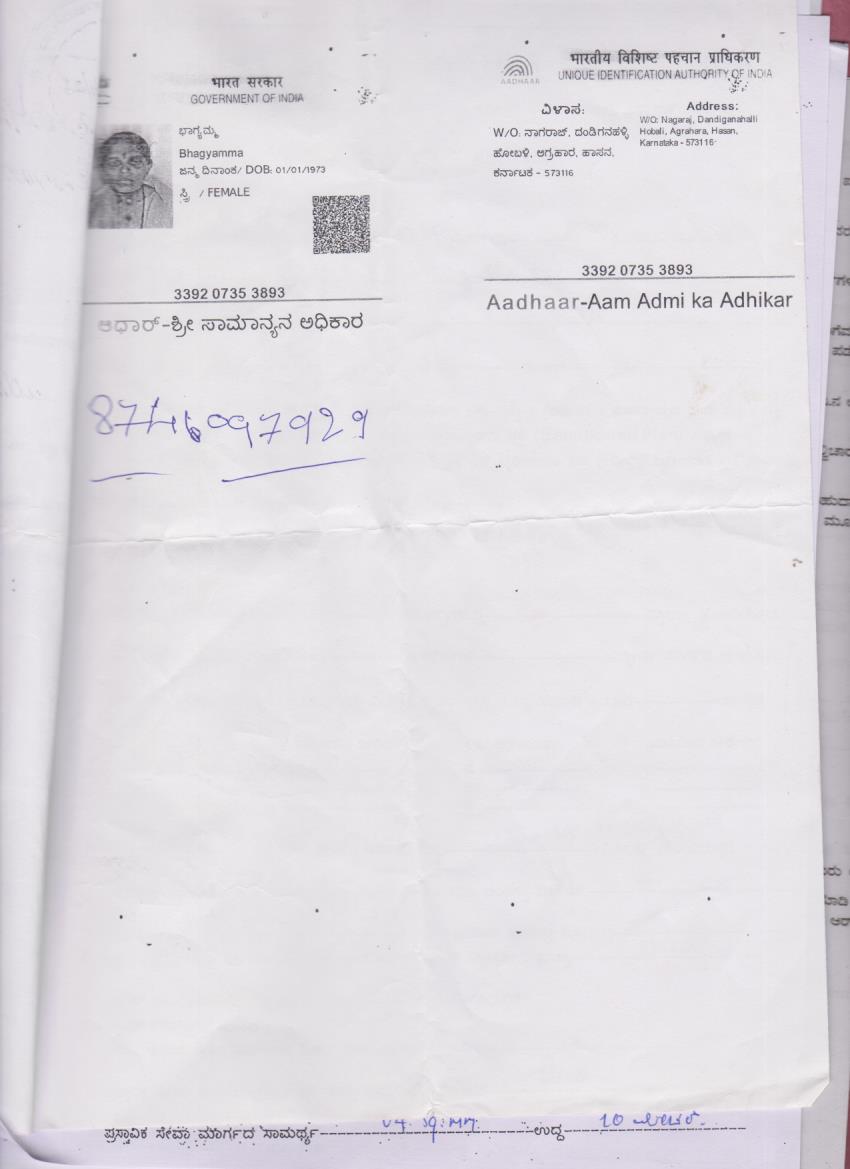 भारत सरकार
GOVERNMENT OF INDIA
ಭಾಗ್ಯಮ್ಮ
Bhagyamma
ಜನ್ಮ ದಿನಾಂಕ/ DOB: 01/01/1973
ಸ್ತ್ರೀ / FEMALE
3392 0735 3893
ಆಧಾರ್-ಶ್ರೀ ಸಾಮಾನ್ಯನ ಅಧಿಕಾರ
8746097929
भारतीय विशिष्ट पहचान प्राधिकरण
UNIQUE IDENTIFICATION AUTHORITY OF INDIA
AADHAAR
ವಿಳಾಸ:
W/O: ನಾಗರಾಜ್, ದಂಡಿಗನಹಳ್ಳಿ
ಹೋಬಳಿ, ಅಗ್ರಹಾರ, ಹಾಸನ,
ಕರ್ನಾಟಕ - 573116
Address:
W/O: Nagaraj, Dandiganahalli
Hobali, Agrahara, Hasan,
Karnataka - 573116
3392 0735 3893
Aadhaar-Aam Admi ka Adhikar
ಪ್ರಸ್ತಾವಿಕ ಸೇವಾ ಮಾರ್ಗದ ಸಾಮರ್ಥ್ಯ ಉದ್ದ 10 ಮೀಟರ್.